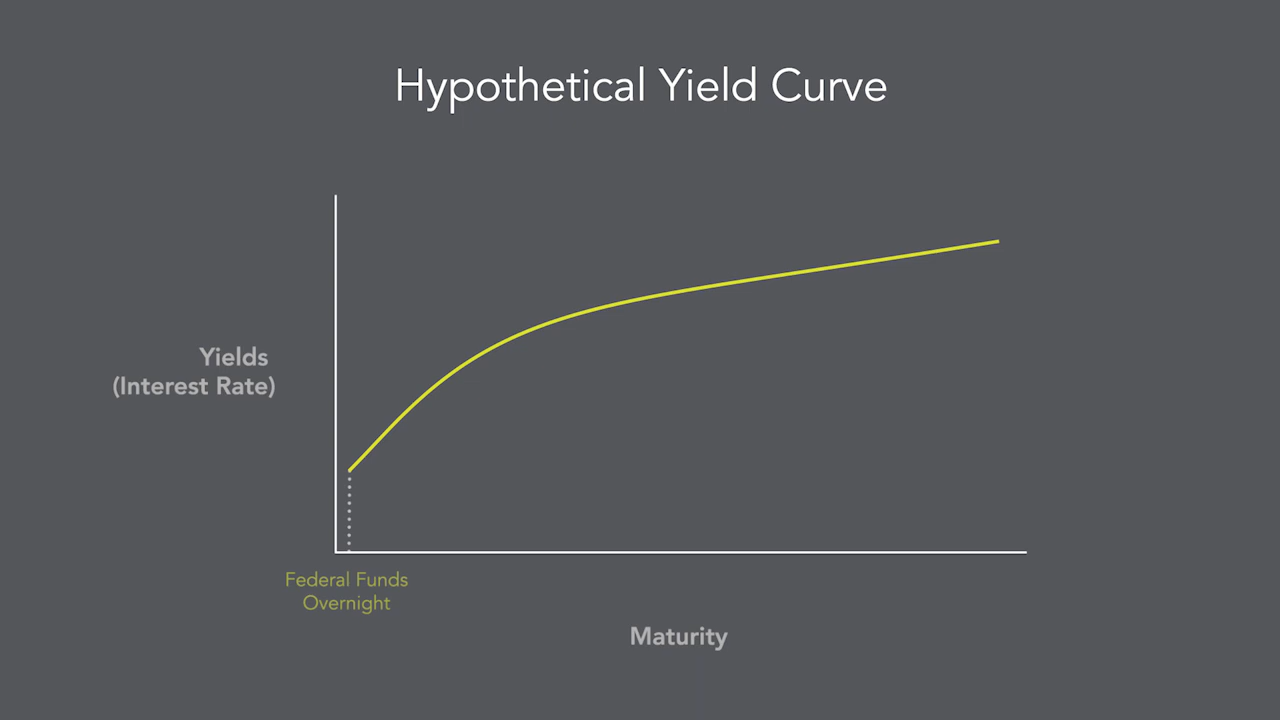 Hypothetical Yield Curve
Yields
(Interest Rate)
Federal Funds
Overnight
Maturity